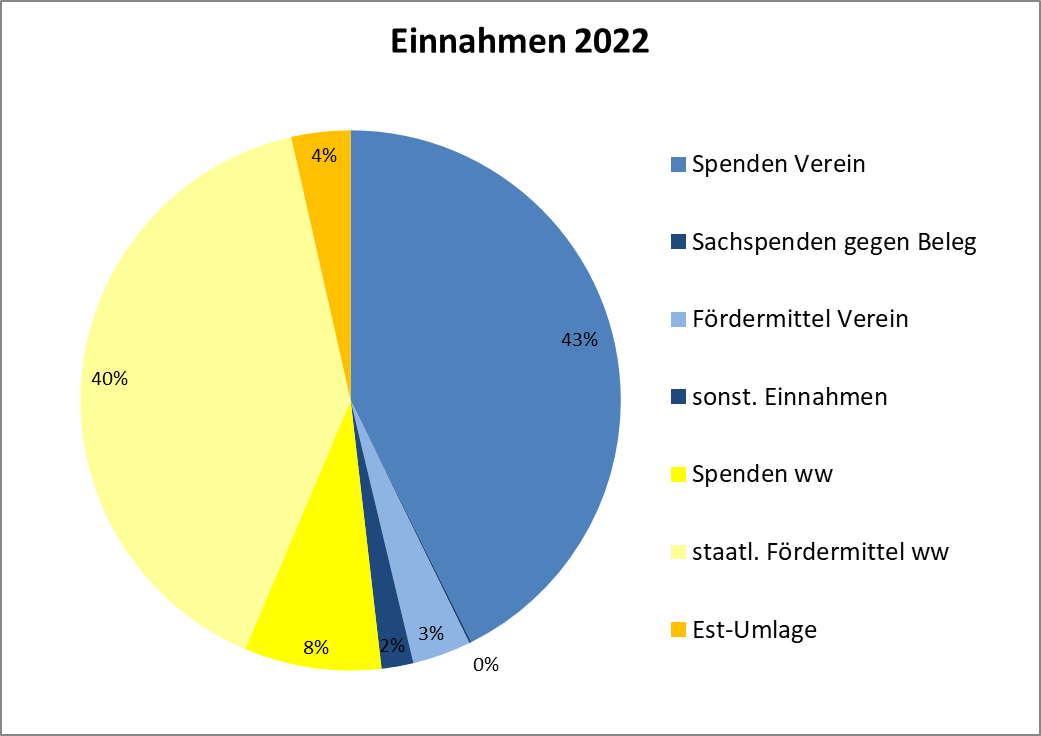 Einnahmen 2022
4%
43%
40%
8%
2%
3%
0%
Spenden Verein
Sachspenden gegen Beleg
Fördermittel Verein
sonst. Einnahmen
Spenden ww
staatl. Fördermittel ww
Est-Umlage